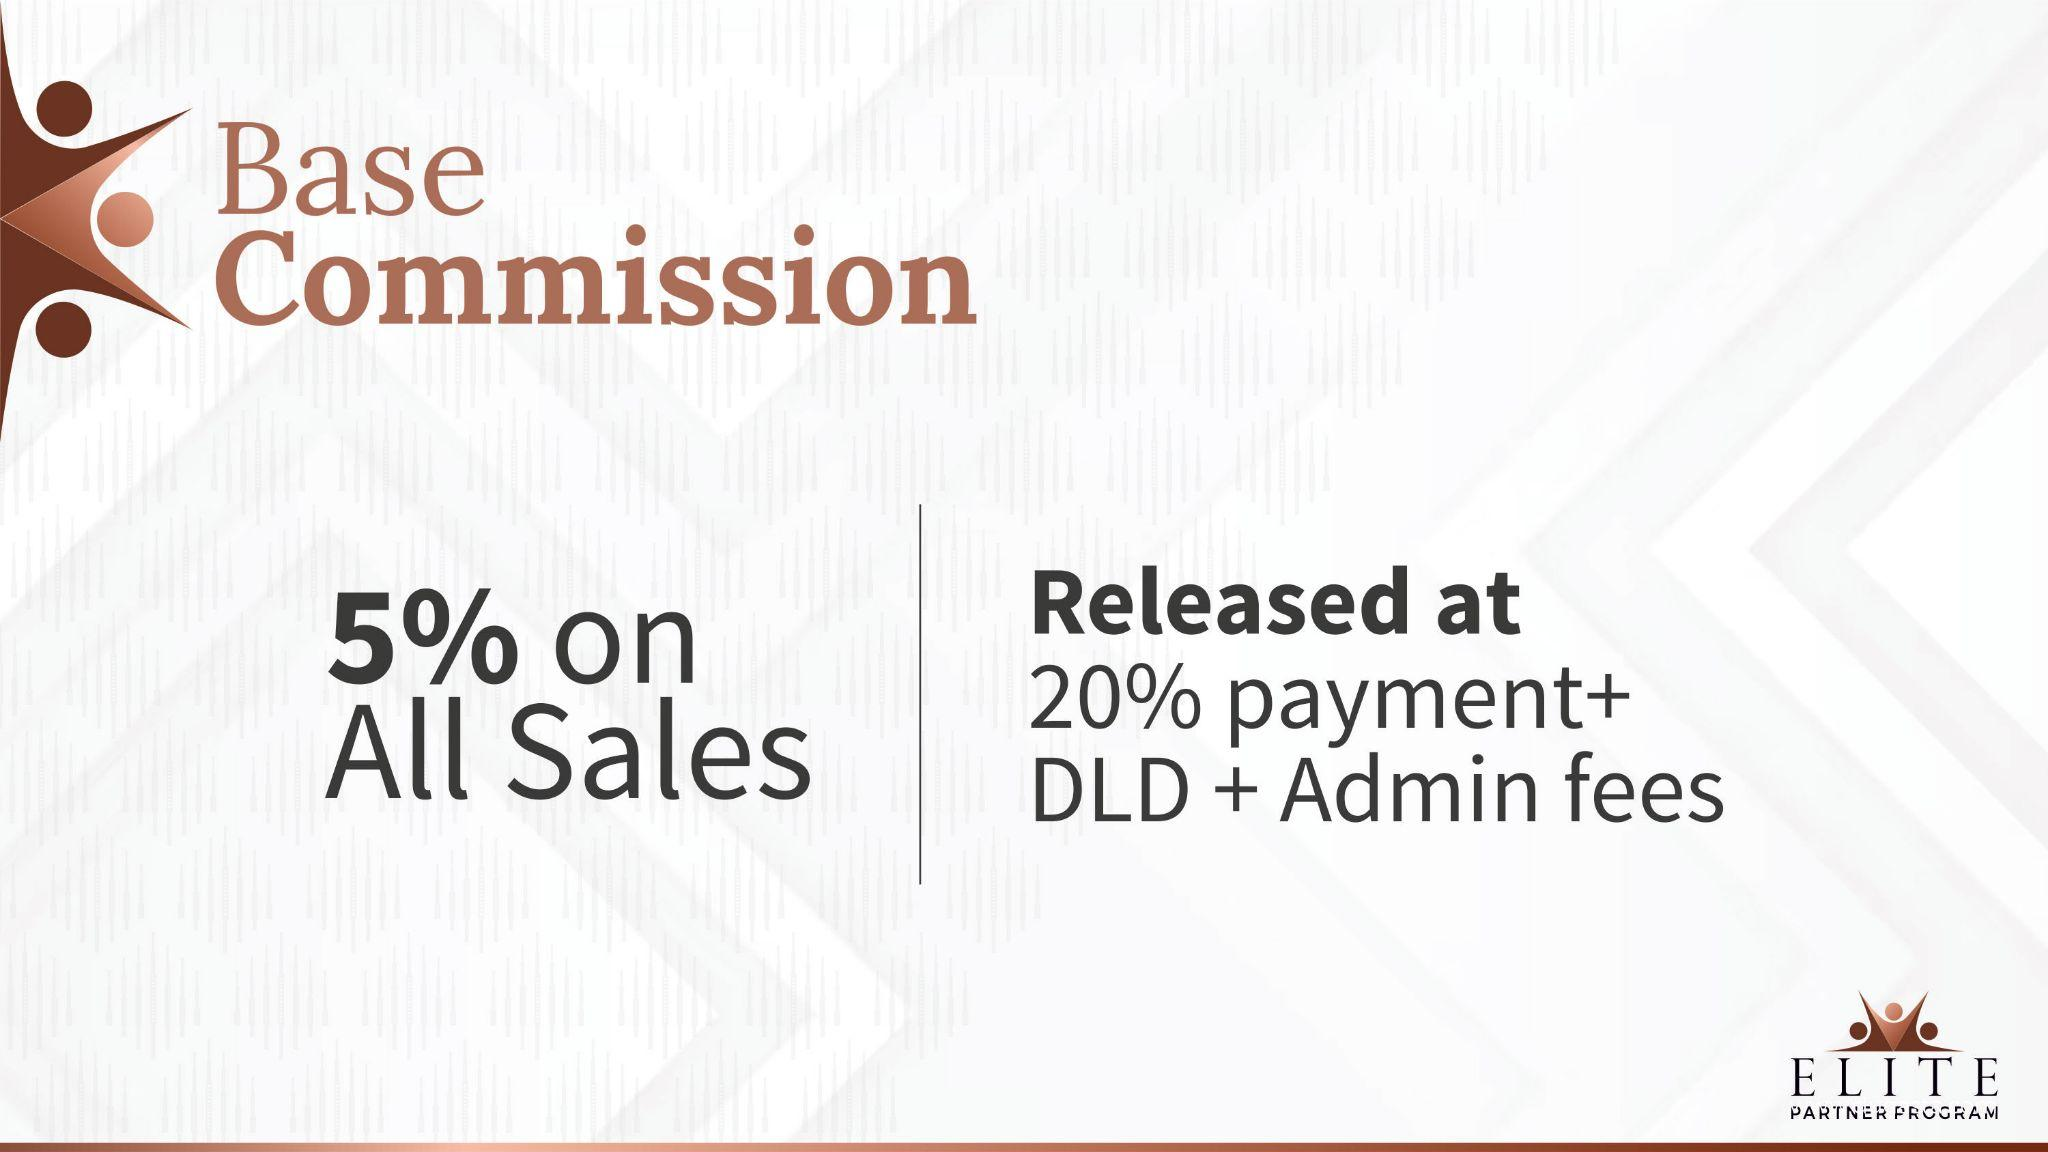 Base
Commission
5% on
All Sales
Released at
20% payment+
DLD + Admin fees
ELITE
PARTNER PROGRAM